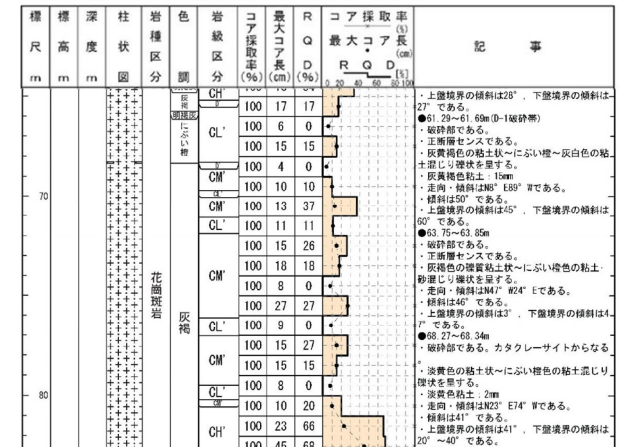 標尺m
標高m
深度m
柱状図
岩種区分
色調
岩級区分
コア採取率(%)
最大コア長(cm)
RQD(%)
コア採取率(%)
最大コア長(cm)
RQD[%]
0 20 40 60 80 100
記事
CH'
灰褐
D
100 17 17
明褐灰
CL'
100 6 0
にぶい橙
100 15 15
D
100 4 0
CM'
70
100 10 10
CL'
CM'
100 13 37
CL'
100 11 11
100 15 26
100 18 18
花崗斑岩
CM'
100 8 0
灰褐
100 27 27
CL'
100 9 0
100 15 27
CM'
100 15 15
CL'
100 8 0
80
CM'
100 10 20
CH'
100 23 66
100 45 68
・上盤境界の傾斜は28°，下盤境界の傾斜は
27°である。
●61.29～61.69m(D-1破砕帯)
・破砕部である。
・正断層センスである。
・灰黄褐色の粘土状～にぶい橙～灰白色の粘
土混じり礫状を呈する。
・灰黄褐色粘土：15mm
・走向・傾斜はN8°E89°Wである。
・傾斜は50°である。
・上盤境界の傾斜は45°，下盤境界の傾斜は
60°である。
●63.75～63.85m
・破砕部である。
・正断層センスである。
・灰褐色の礫質粘土状～にぶい橙色の粘土・
砂混じり礫状を呈する。
・走向・傾斜はN47°W24°Eである。
・傾斜は46°である。
・上盤境界の傾斜は3°，下盤境界の傾斜は4
7°である。
●68.27～68.34m
・破砕部である。カタクレーサイトからなる
。
・淡黄色の粘土状～にぶい橙色の粘土混じり
礫状を呈する。
・淡黄色粘土：2mm
・走向・傾斜はN23°E74°Wである。
・傾斜は41°である。
・上盤境界の傾斜は41°，下盤境界の傾斜は
20°～40°である。